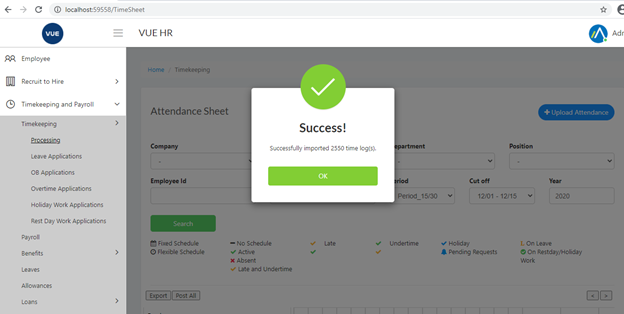 localhost:59558/TimeSheet
VUE
VUE HR
Employee
Recruit to Hire
Timekeeping and Payroll
Timekeeping
Processing
Leave Applications
OB Applications
Overtime Applications
Holiday Work Applications
Rest Day Work Applications
Payroll
Benefits
Leaves
Allowances
Loans
Home / Timekeeping
Attendance Sheet
+ Upload Attendance
Success!
Successfully imported 2550 time log(s).
OK
Company
Position
Employee Id
Cut off
Year
Period_15/30
12/01 - 12/15
2020
Search
Fixed Schedule
No Schedule
Late
Undertime
Holiday
On Leave
Flexible Schedule
Active
Pending Requests
On Restday/Holiday Work
Absent
Late and Undertime
Export
Post All